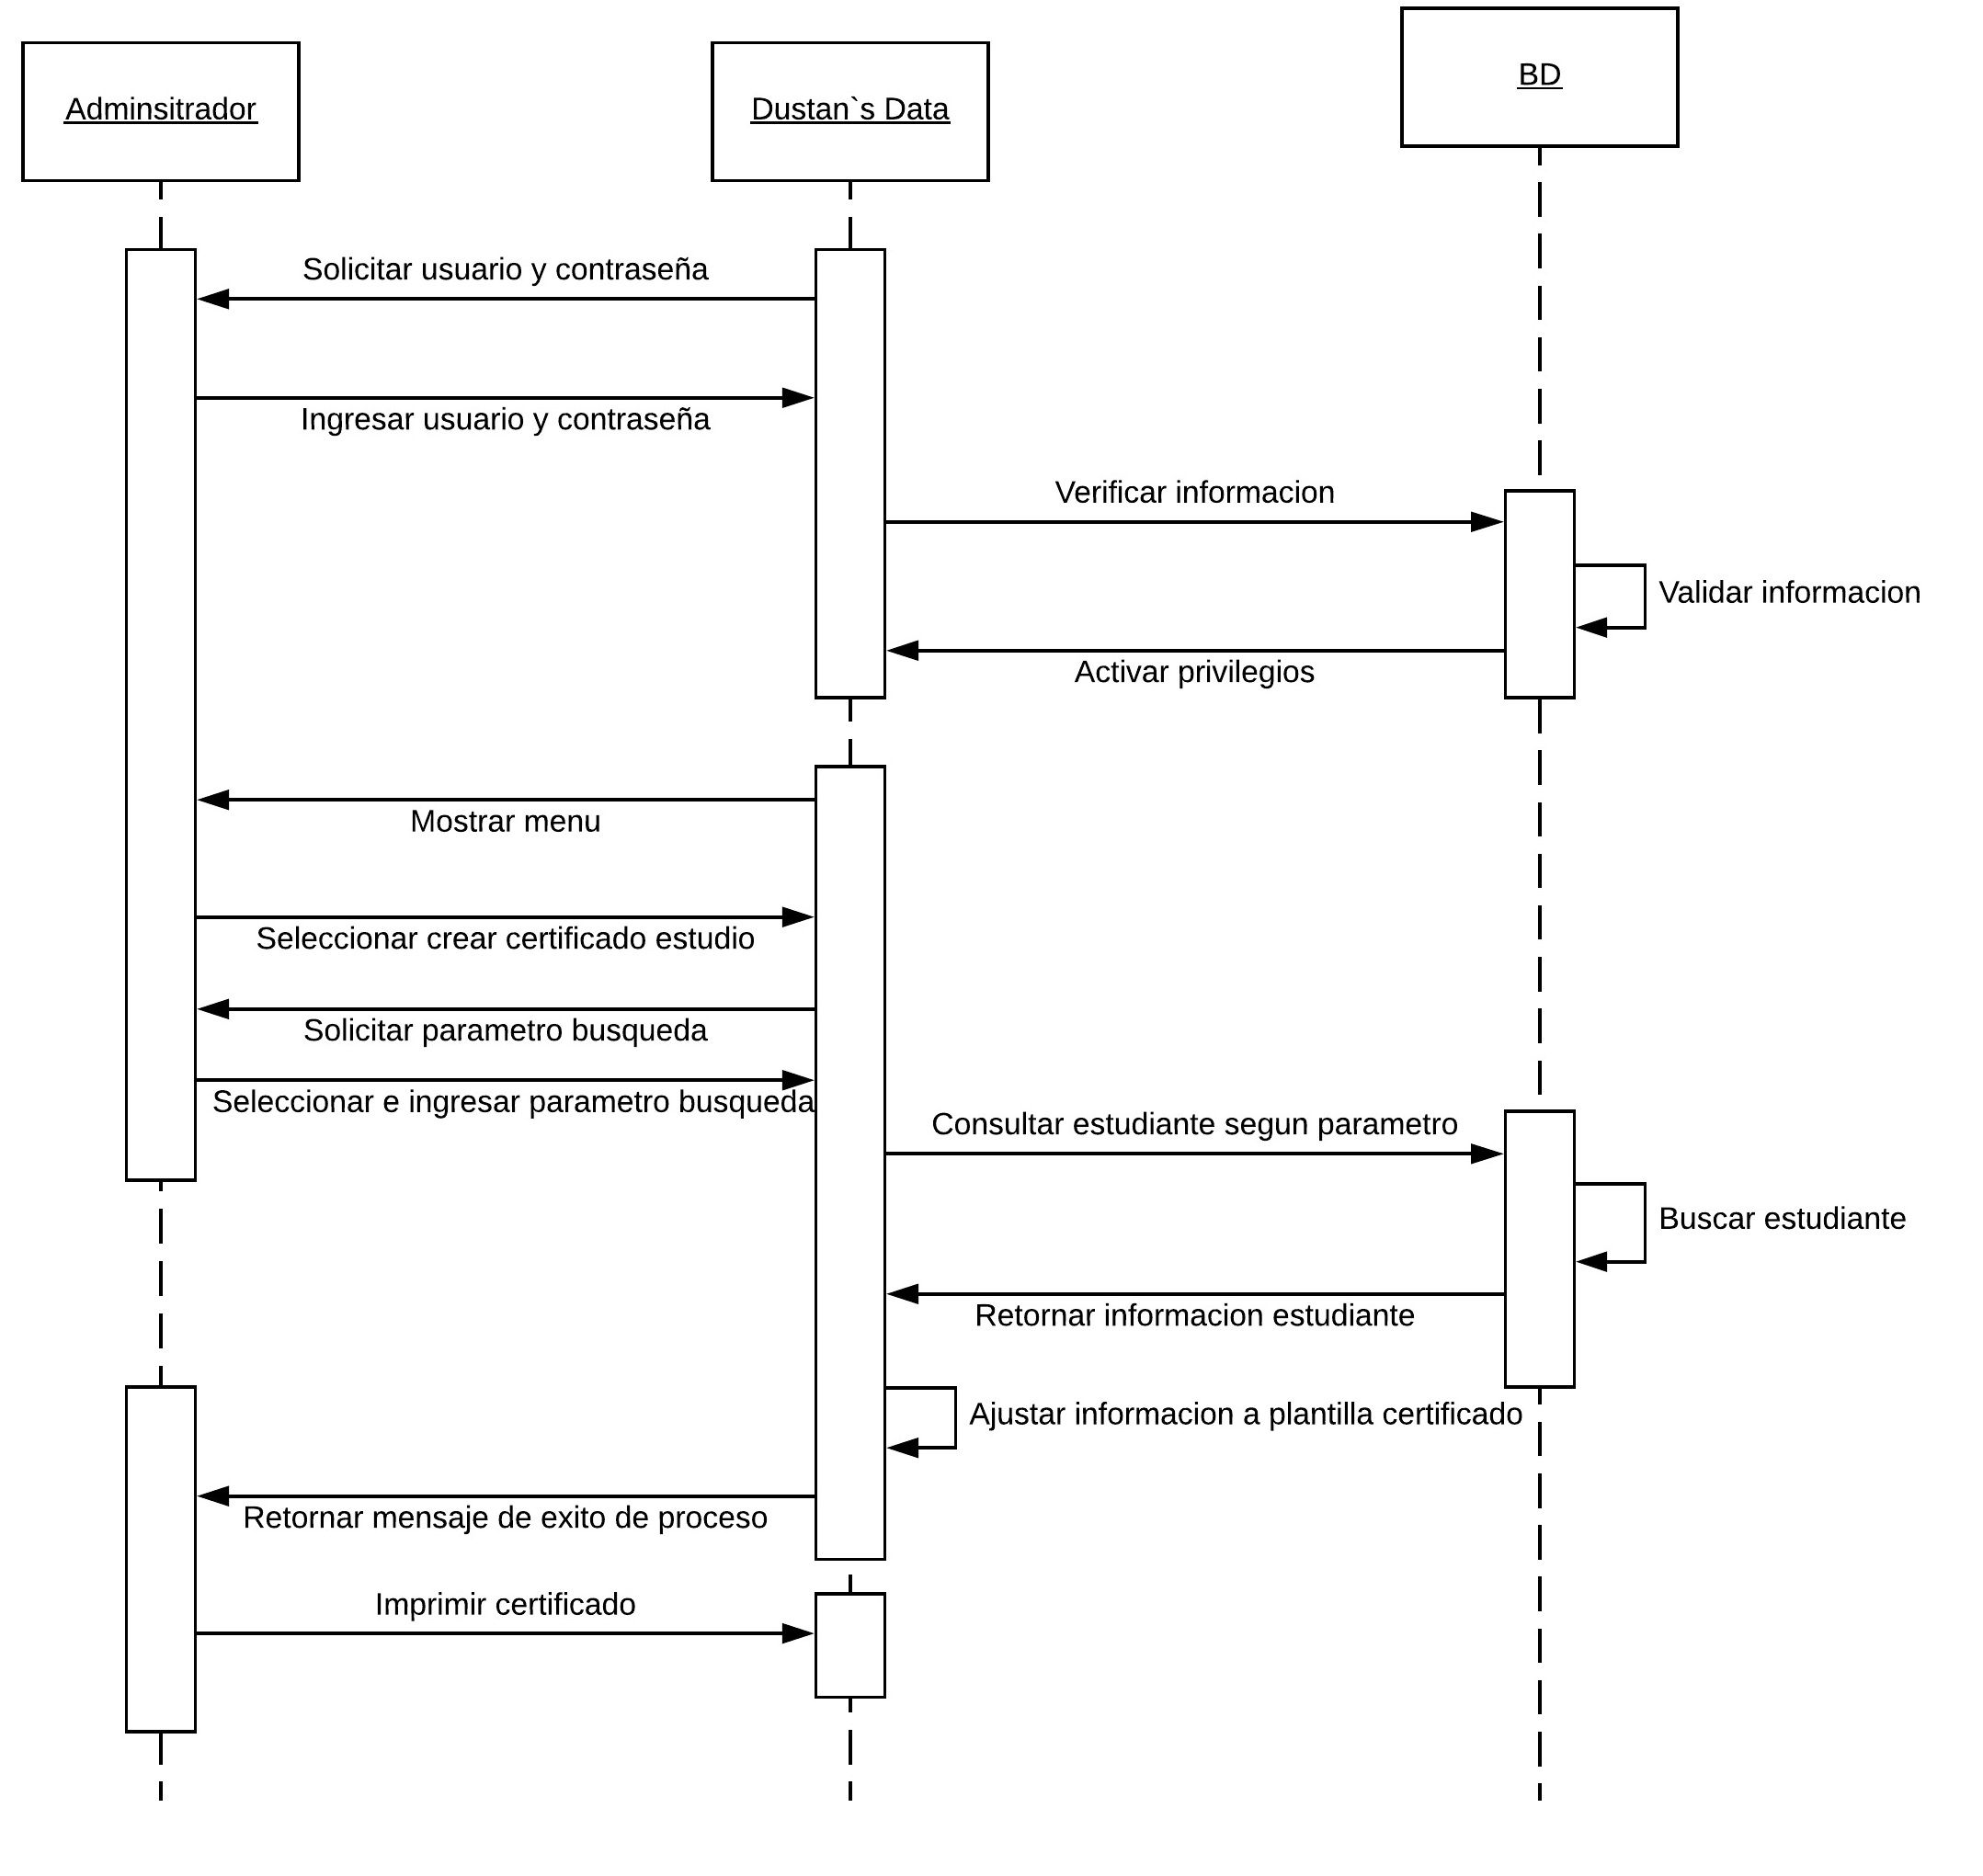 Adminsitrador
Dustan`s Data
BD
Solicitar usuario y contraseña
Ingresar usuario y contraseña
Verificar informacion
Validar informacion
Activar privilegios
Mostrar menu
Seleccionar crear certificado estudio
Solicitar parametro busqueda
Seleccionar e ingresar parametro busqueda
Consultar estudiante segun parametro
Buscar estudiante
Retornar informacion estudiante
Ajustar informacion a plantilla certificado
Retornar mensaje de exito de proceso
Imprimir certificado